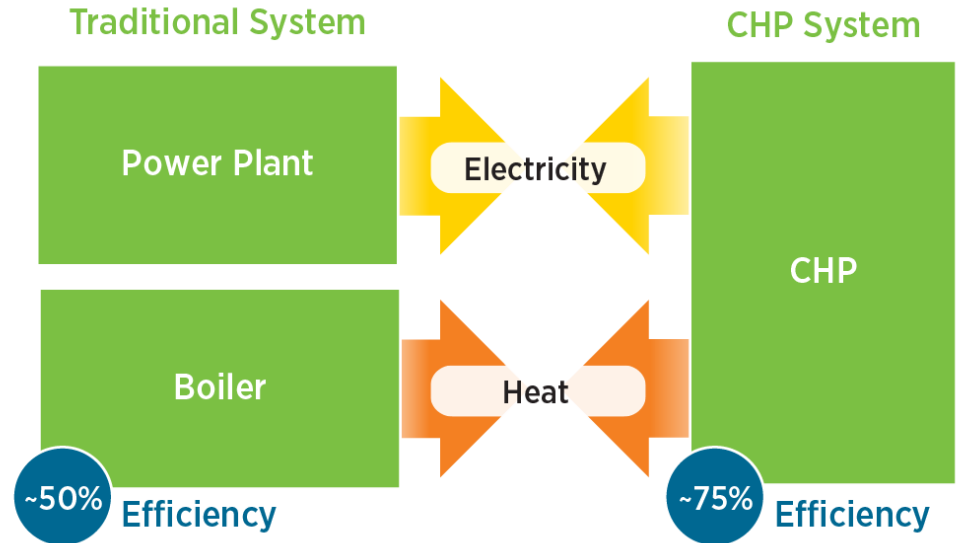 Traditional System
CHP System
Power Plant
Electricity
CHP
Boiler
Heat
~50%
Efficiency
~75%
Efficiency